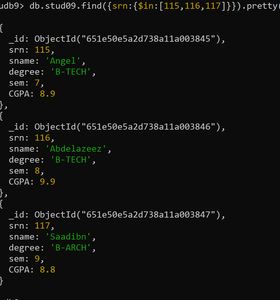 udb9> db.stud09.find({srn:{$in:[115,116,117]}}).pretty(
{
_id: ObjectId("651e50e5a2d738a11a003845"),
srn: 115,
sname: 'Angel',
degree: 'B-TECH',
sem: 7,
CGPA: 8.9
},
{
_id: ObjectId("651e50e5a2d738a11a003846"),
srn: 116,
sname: 'Abdelazeez',
degree: 'B-TECH',
sem: 8,
CGPA: 9.9
},
{
_id: ObjectId("651e50e5a2d738a11a003847"),
srn: 117,
sname: 'Saadibn',
degree: 'B-ARCH',
sem: 9,
CGPA: 8.8
}